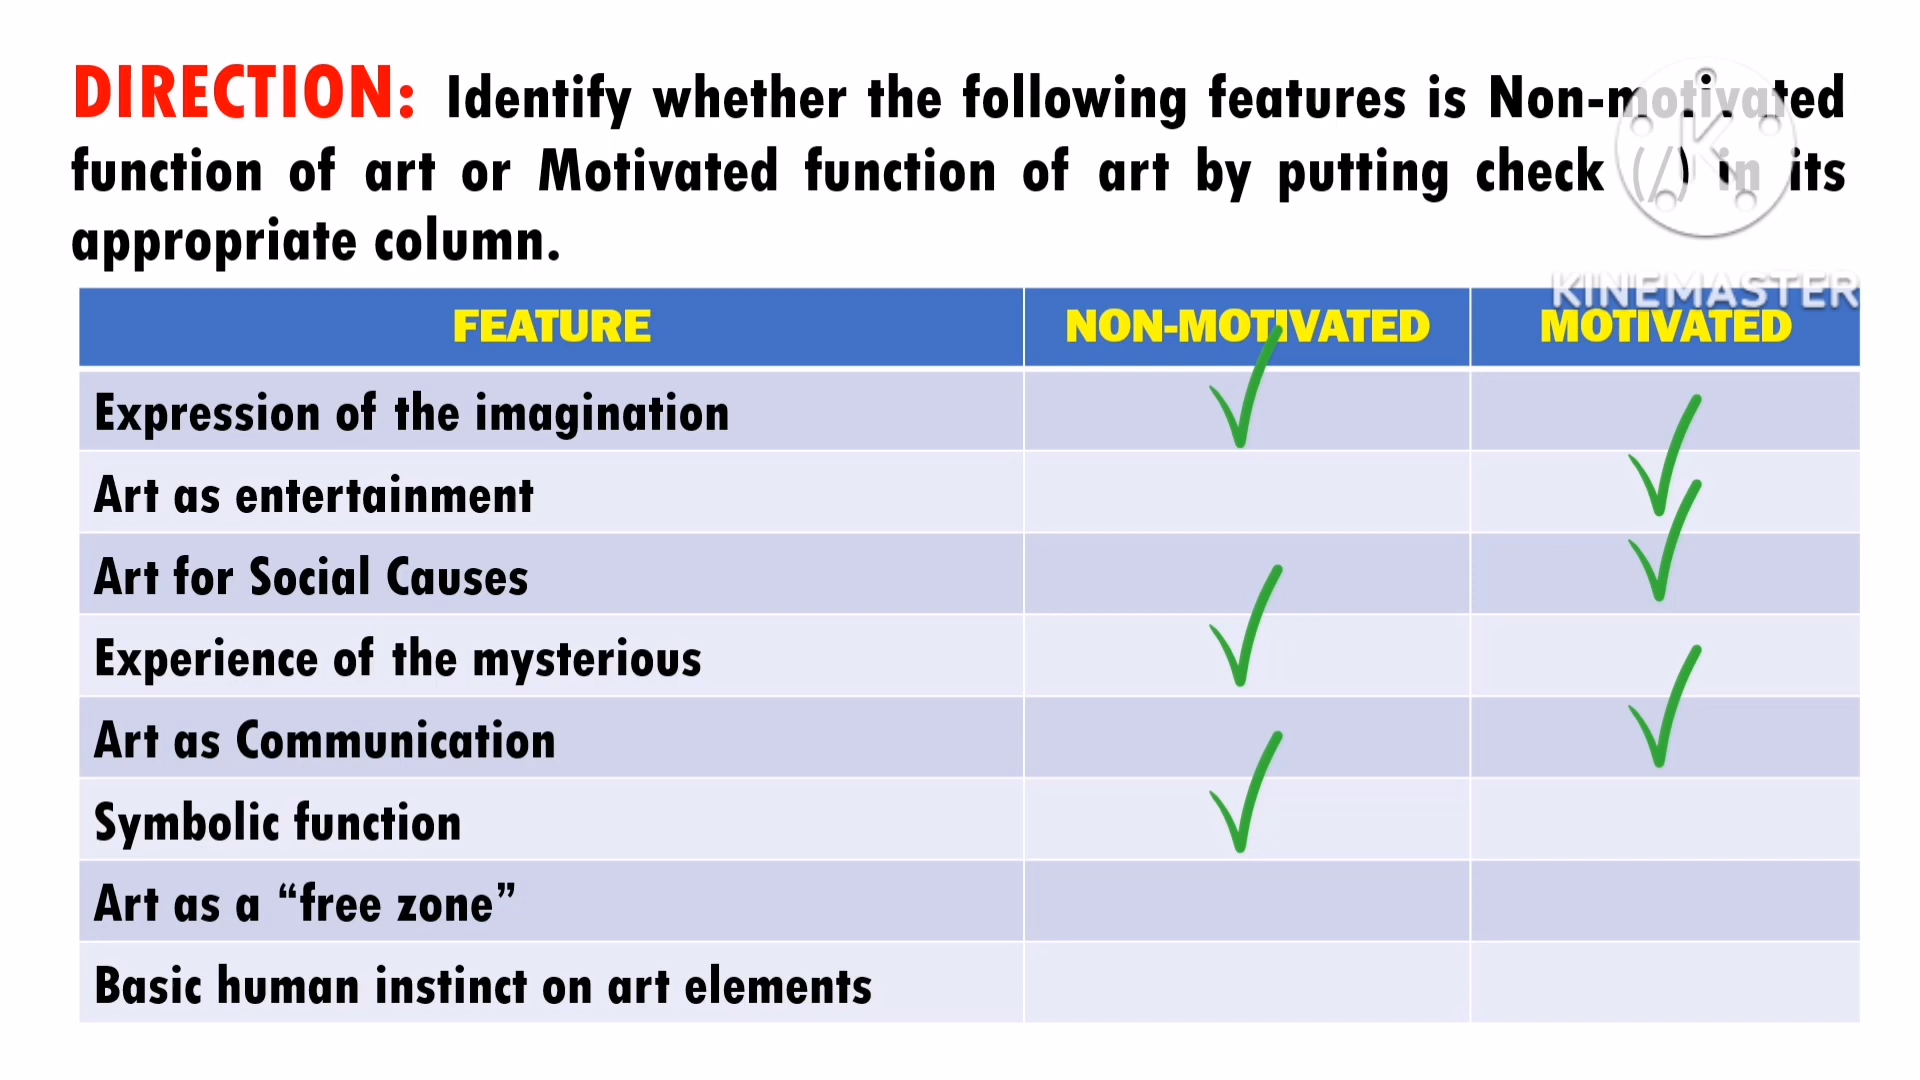 DIRECTION: Identify whether the following features is Non-motivated
function of art or Motivated function of art by putting check (/) in its
appropriate column.
KINEMASTER
FEATURE NON-MOTIVATED MOTIVATED
Expression of the imagination
Art as entertainment
Art for Social Causes
Experience of the mysterious
Art as Communication
Symbolic function
Art as a “free zone”
Basic human instinct on art elements